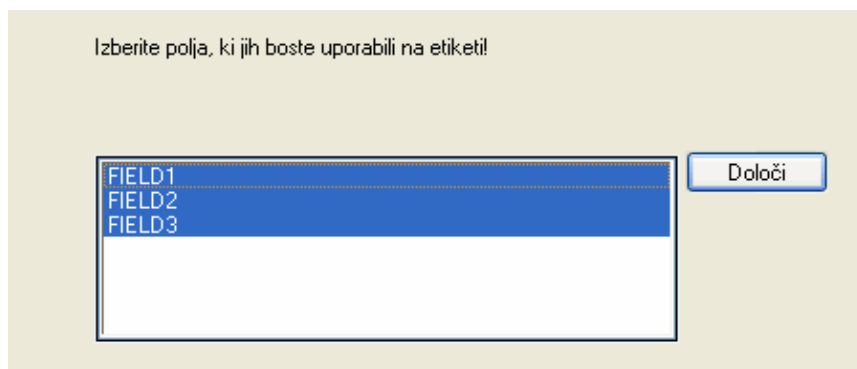 Izberite polja, ki jih boste uporabili na etiketi!
FIELD1
Določi
FIELD2
FIELD3